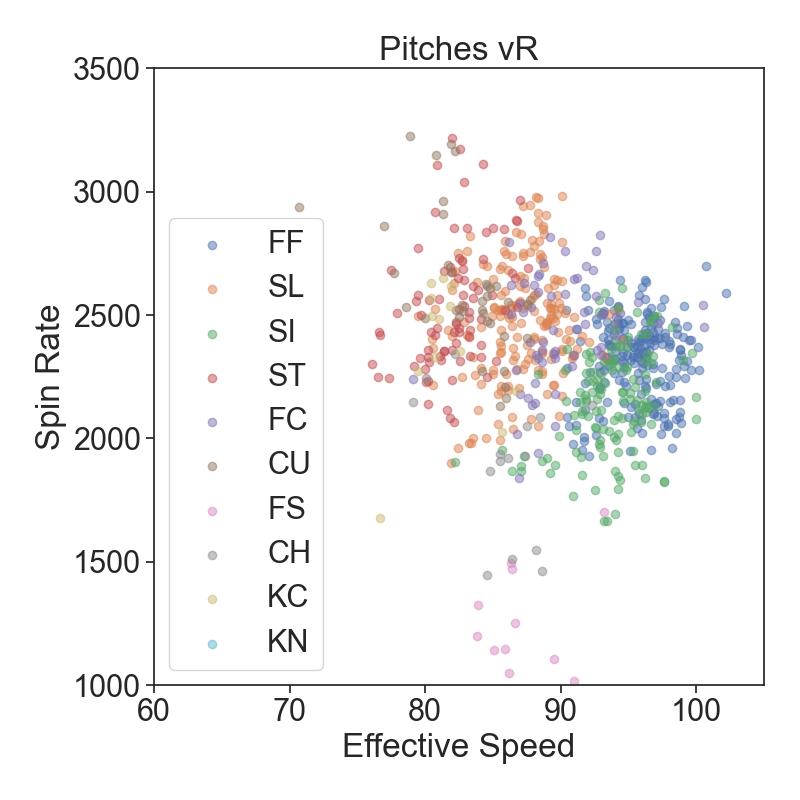 Pitches vR
3500
3000
2500
2000
1500
1000
Spin Rate
FF
SL
SI
ST
FC
CU
FS
CH
KC
KN
60
70
80
90
100
Effective Speed